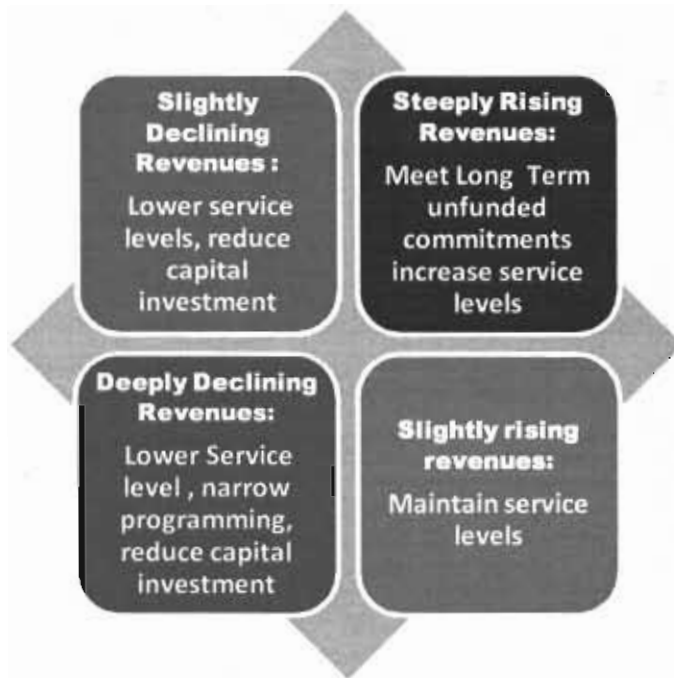 Slightly
Declining
Revenues :
Lower service
levels, reduce
capital
investment
Steeply Rising
Revenues:
Meet Long Term
unfunded
commitments
increase service
levels
Deeply Declining
Revenues:
Lower Service
level , narrow
programming,
reduce capital
investment
Slightly rising
revenues:
Maintain service
levels